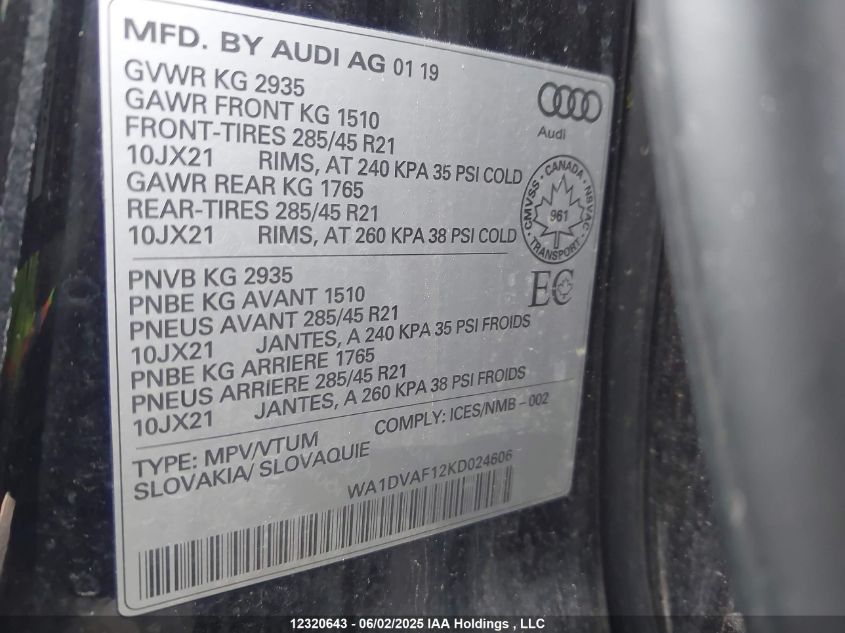 MFD. BY AUDI AG 01 19
GVWR KG 2935
GAWR FRONT KG 1510
FRONT-TIRES 285/45 R21
10JX21 RIMS, AT 240 KPA 35 PSI COLD
GAWR REAR KG 1765
REAR-TIRES 285/45 R21
10JX21 RIMS, AT 260 KPA 38 PSI COLD
Audi
CMVSS - CANADA - NSVAC
961
TRANSPORT
EC
PNVB KG 2935
PNBE KG AVANT 1510
PNEUS AVANT 285/45 R21
10JX21 JANTES, A 240 KPA 35 PSI FROIDS
PNBE KG ARRIERE 1765
PNEUS ARRIERE 285/45 R21
10JX21 JANTES, A 260 KPA 38 PSI FROIDS
TYPE: MPV/VTUM COMPLY: ICES/NMB - 002
SLOVAKIA/ SLOVAQUIE
WA1DVAF12KD024606
12320643 - 06/02/2025 IAA Holdings , LLC